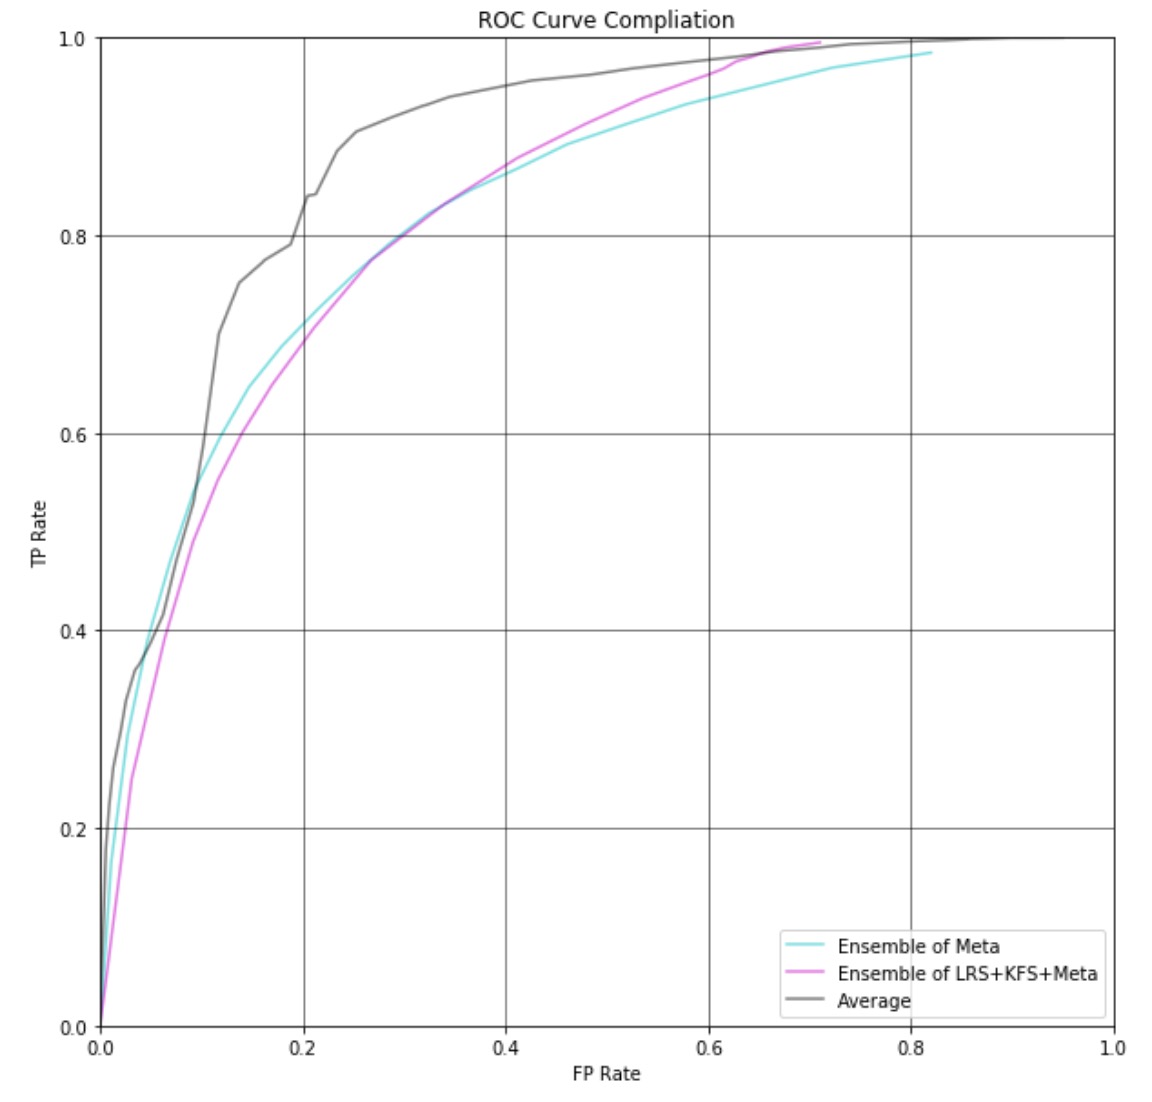 ROC Curve Compliation
1.0
0.8
0.6
0.4
0.2
0.0
TP Rate
0.0 0.2 0.4 0.6 0.8 1.0
FP Rate
Ensemble of Meta
Ensemble of LRS+KFS+Meta
Average